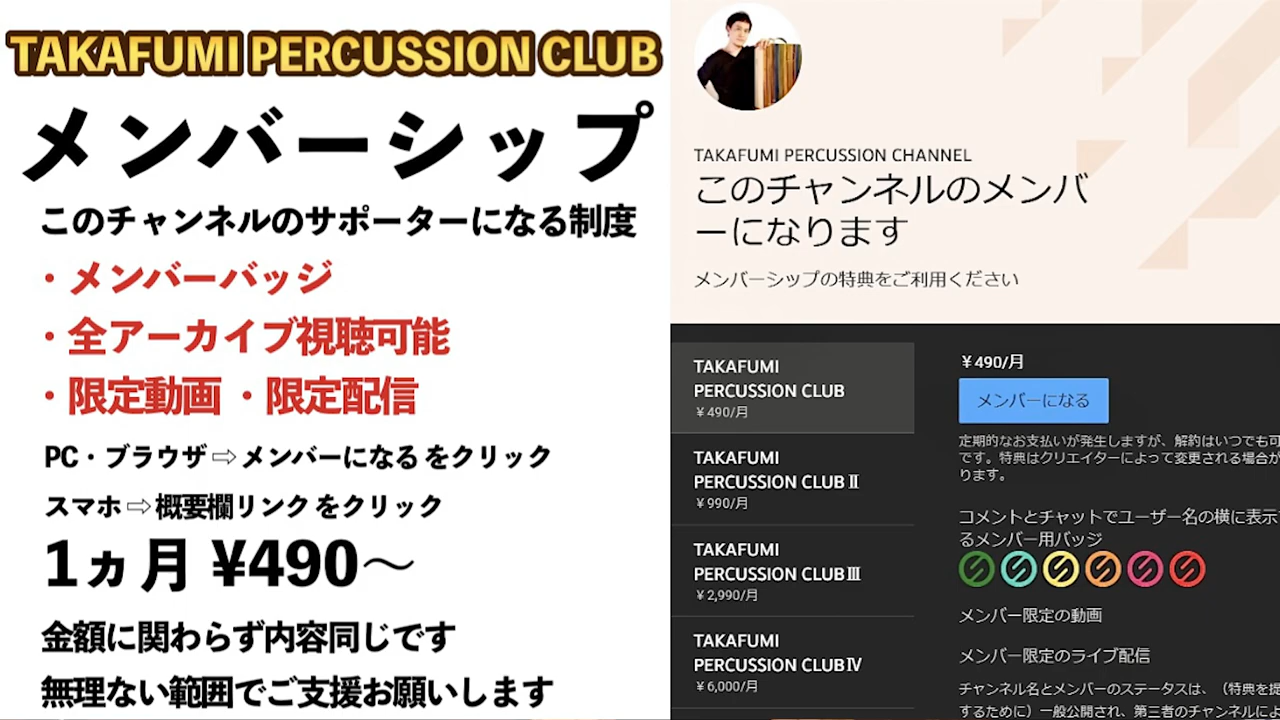 TAKAFUMI PERCUSSION CLUB
メンバーシップ
このチャンネルのサポーターになる制度
・メンバーバッジ
・全アーカイブ視聴可能
・限定動画 ・限定配信
PC・ブラウザ⇨メンバーになる をクリック
スマホ⇨概要欄リンク をクリック
1ヵ月 ¥490〜
金額に関わらず内容同じです
無理ない範囲でご支援お願いします
TAKAFUMI PERCUSSION CHANNEL
このチャンネルのメンバ
ーになります
メンバーシップの特典をご利用ください
TAKAFUMI
PERCUSSION CLUB
¥490/月
TAKAFUMI
PERCUSSION CLUBⅡ
¥990/月
TAKAFUMI
PERCUSSION CLUBⅢ
¥2,990/月
TAKAFUMI
PERCUSSION CLUBⅣ
¥6,000/月
¥490/月
メンバーになる
定期的なお支払いが発生しますが、解約はいつでも可
です。特典はクリエイターによって変更される場合が
ります。
コメントとチャットでユーザー名の横に表示
るメンバー用バッジ
メンバー限定の動画
メンバー限定のライブ配信
チャンネル名とメンバーのステータスは、（特典を提
するために）一般公開され、第三者のチャンネルによ